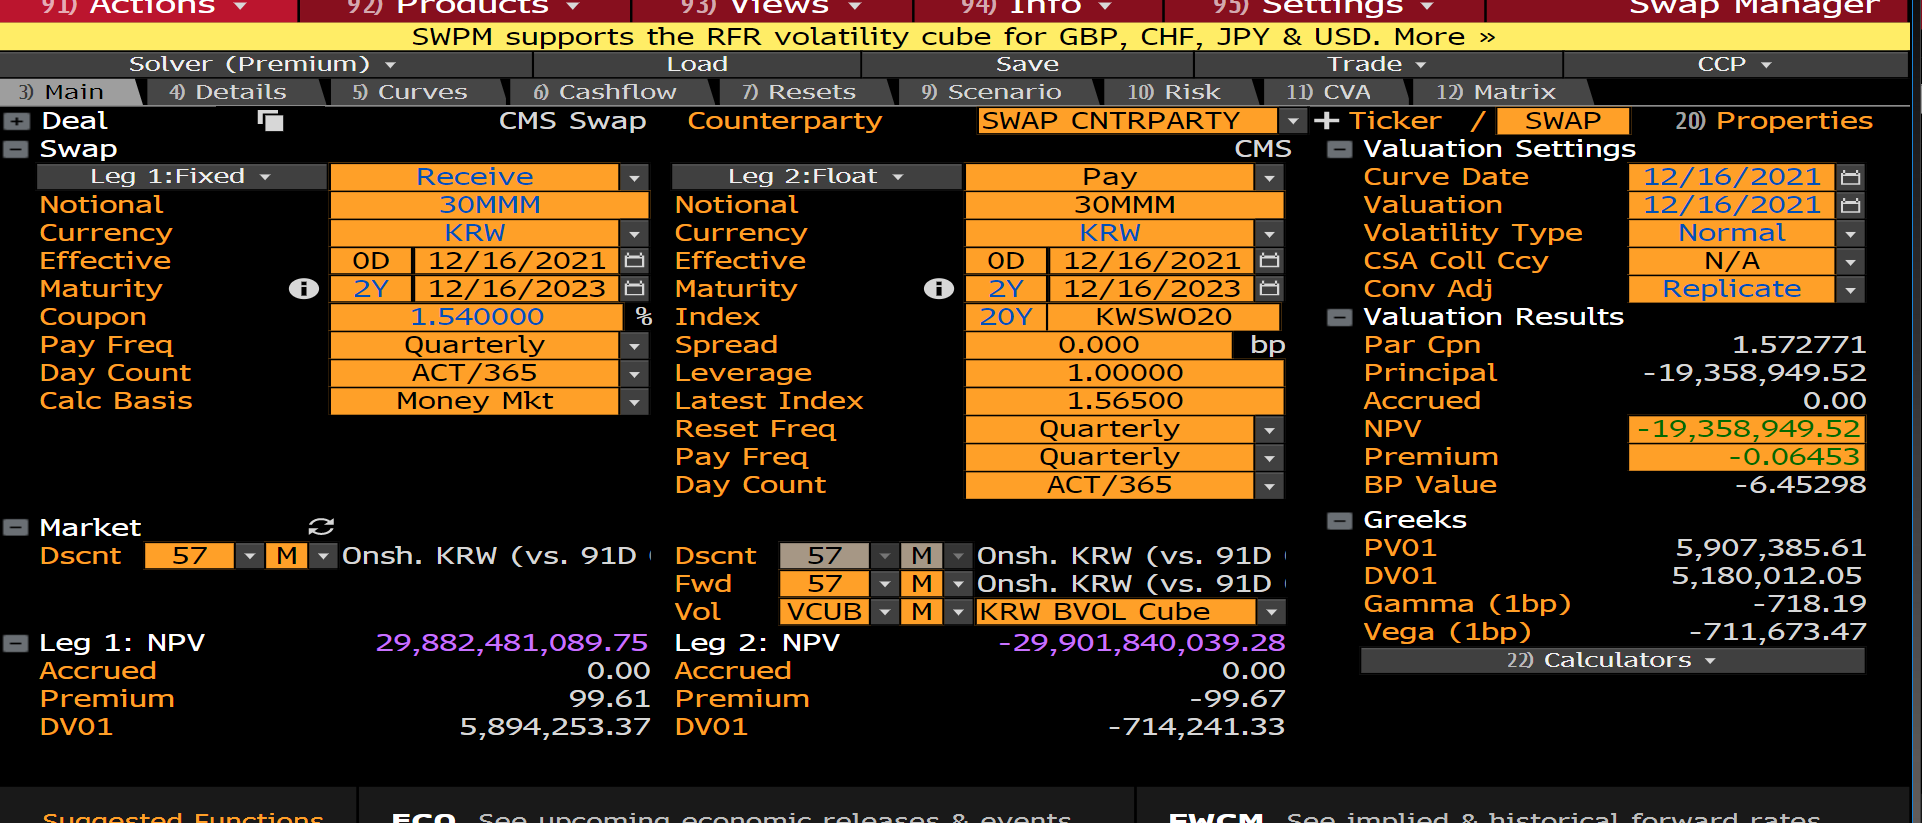 91) Actions 92) Products 93) Views 94) Info 95) Settings Swap Manager
SWPM supports the RFR volatility cube for GBP, CHF, JPY & USD. More »
Solver (Premium) Load Save Trade CCP
3) Main 4) Details 5) Curves 6) Cashflow 7) Resets 9) Scenario 10) Risk 11) CVA 12) Matrix
+ Deal CMS Swap Counterparty SWAP CNTRPARTY + Ticker / SWAP 20) Properties
- Swap CMS - Valuation Settings
Leg 1:Fixed Receive Leg 2:Float Pay Curve Date 12/16/2021
Notional 30MMM Notional 30MMM Valuation 12/16/2021
Currency KRW Currency KRW Volatility Type Normal
Effective 0D 12/16/2021 Effective 0D 12/16/2021 CSA Coll Ccy N/A
Maturity 2Y 12/16/2023 Maturity 2Y 12/16/2023 Conv Adj Replicate
Coupon 1.540000 % Index 20Y KWSWO20 - Valuation Results
Pay Freq Quarterly Spread 0.000 bp Par Cpn 1.572771
Day Count ACT/365 Leverage 1.00000 Principal -19,358,949.52
Calc Basis Money Mkt Latest Index 1.56500 Accrued 0.00
Reset Freq Quarterly NPV -19,358,949.52
Pay Freq Quarterly Premium -0.06453
Day Count ACT/365 BP Value -6.45298
- Market - Greeks
Dscnt 57 M Onsh. KRW (vs. 91D Dscnt 57 M Onsh. KRW (vs. 91D PV01 5,907,385.61
Fwd 57 M Onsh. KRW (vs. 91D DV01 5,180,012.05
Vol VCUB M KRW BVOL Cube Gamma (1bp) -718.19
- Leg 1: NPV 29,882,481,089.75 Leg 2: NPV -29,901,840,039.28 Vega (1bp) -711,673.47
Accrued 0.00 Accrued 0.00 22) Calculators
Premium 99.61 Premium -99.67
DV01 5,894,253.37 DV01 -714,241.33
Suggested Functions ECO See upcoming economic releases & events FWCM See implied & historical forward rates